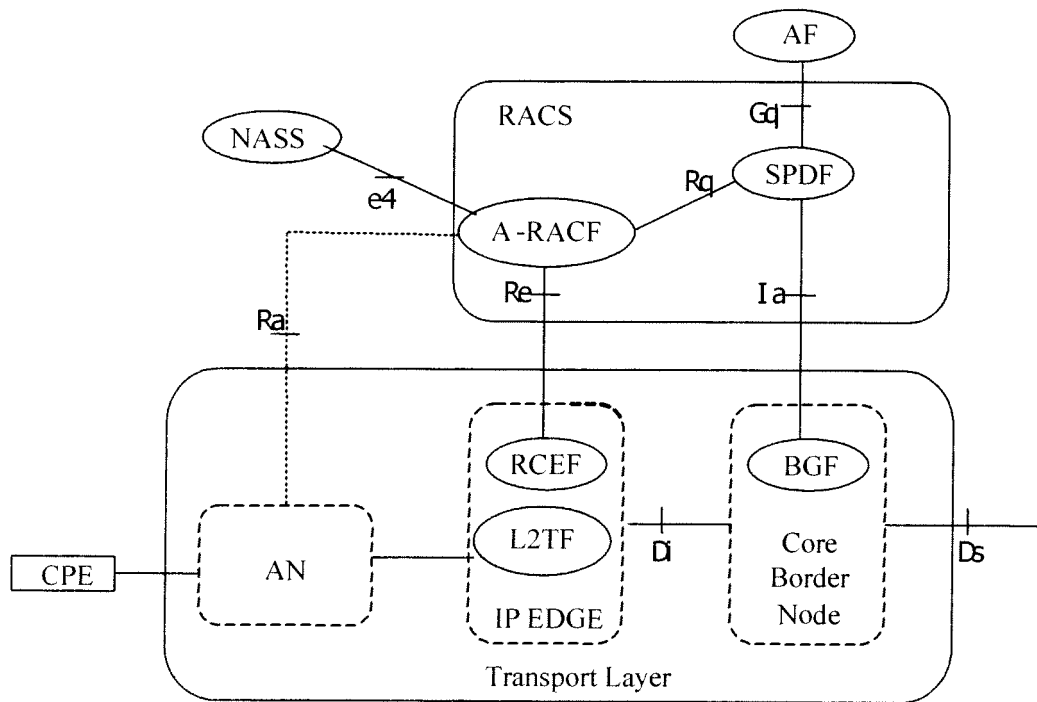 AF
RACS
Gq
NASS
SPDF
Rq
e4
A-RACF
Re
Ia
Ra
RCEF
BGF
L2TF
Di
Ds
CPE
AN
Core
Border
Node
IP EDGE
Transport Layer